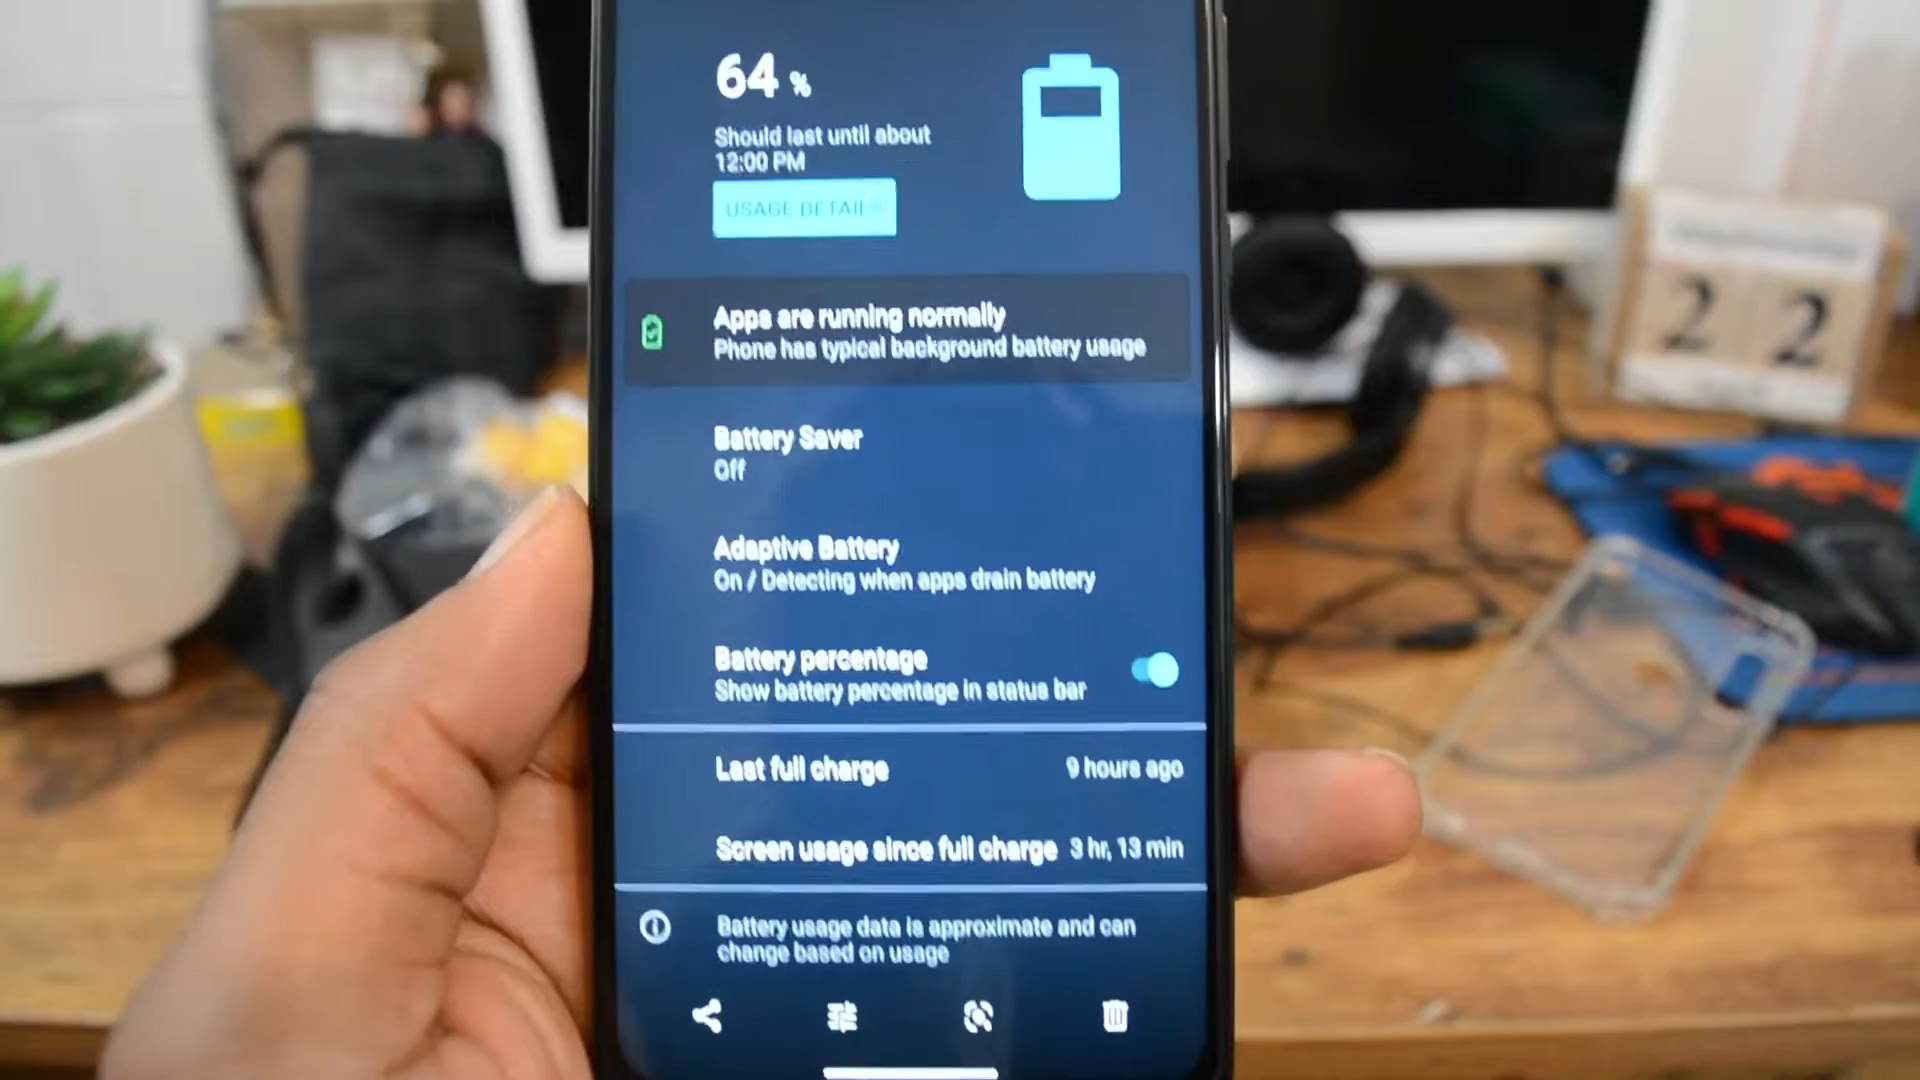 64 %
Should last until about
12:00 PM
USAGE DETAILS
Apps are running normally
Phone has typical background battery usage
Battery Saver
Off
Adaptive Battery
On / Detecting when apps drain battery
Battery percentage
Show battery percentage in status bar
Last full charge 9 hours ago
Screen usage since full charge 3 hr, 13 min
Battery usage data is approximate and can
change based on usage
2 2